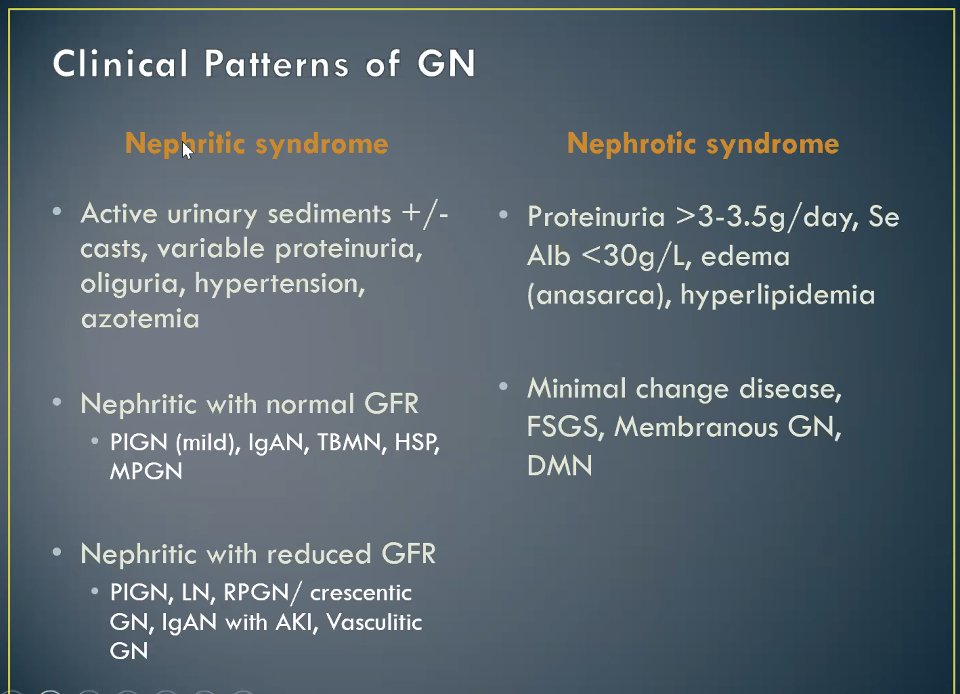 Clinical Patterns of GN
Nephritic syndrome
Active urinary sediments +/-
casts, variable proteinuria,
oliguria, hypertension,
azotemia
Nephritic with normal GFR
PIGN (mild), IgAN, TBMN, HSP,
MPGN
Nephritic with reduced GFR
PIGN, LN, RPGN/ crescentic
GN, IgAN with AKI, Vasculitic
GN
Nephrotic syndrome
Proteinuria >3-3.5g/day, Se
Alb <30g/L, edema
(anasarca), hyperlipidemia
Minimal change disease,
FSGS, Membranous GN,
DMN